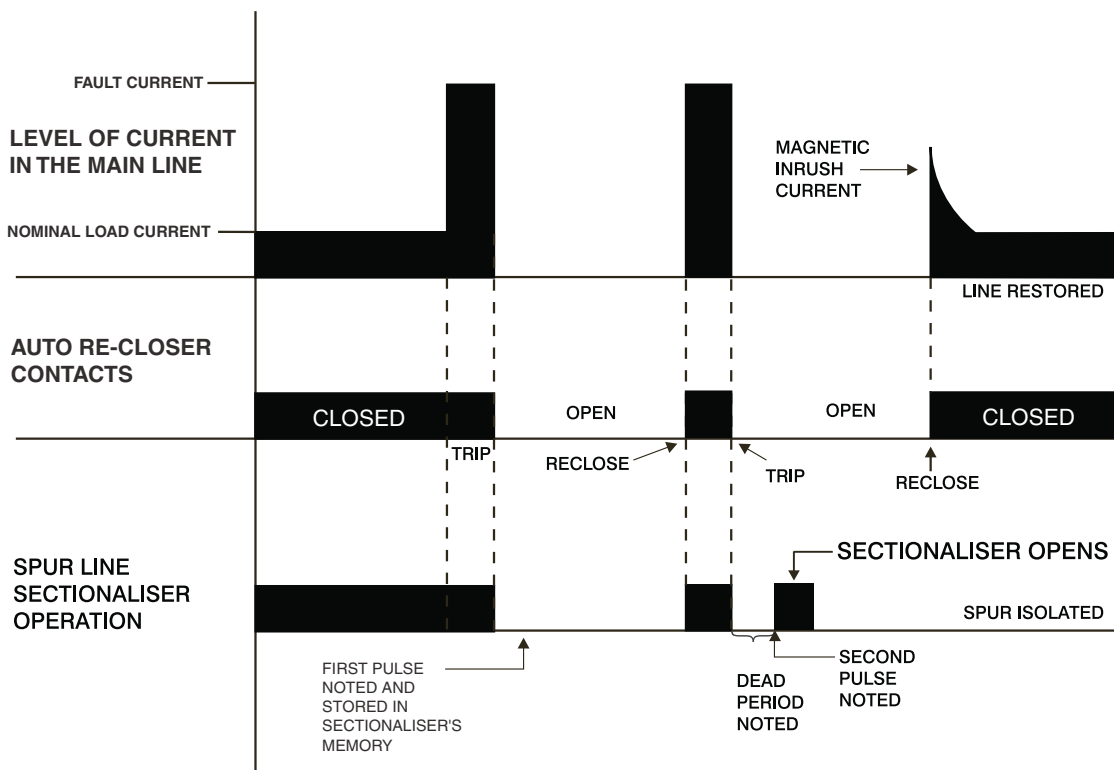 FAULT CURRENT
LEVEL OF CURRENT
IN THE MAIN LINE
MAGNETIC
INRUSH
CURRENT
NOMINAL LOAD CURRENT
LINE RESTORED
AUTO RE-CLOSER
CONTACTS
CLOSED
OPEN
OPEN
CLOSED
TRIP
RECLOSE
TRIP
RECLOSE
SPUR LINE
SECTIONALISER
OPERATION
SECTIONALISER OPENS
SPUR ISOLATED
FIRST PULSE
NOTED AND
STORED IN
SECTIONALISER'S
MEMORY
DEAD
PERIOD
NOTED
SECOND
PULSE
NOTED